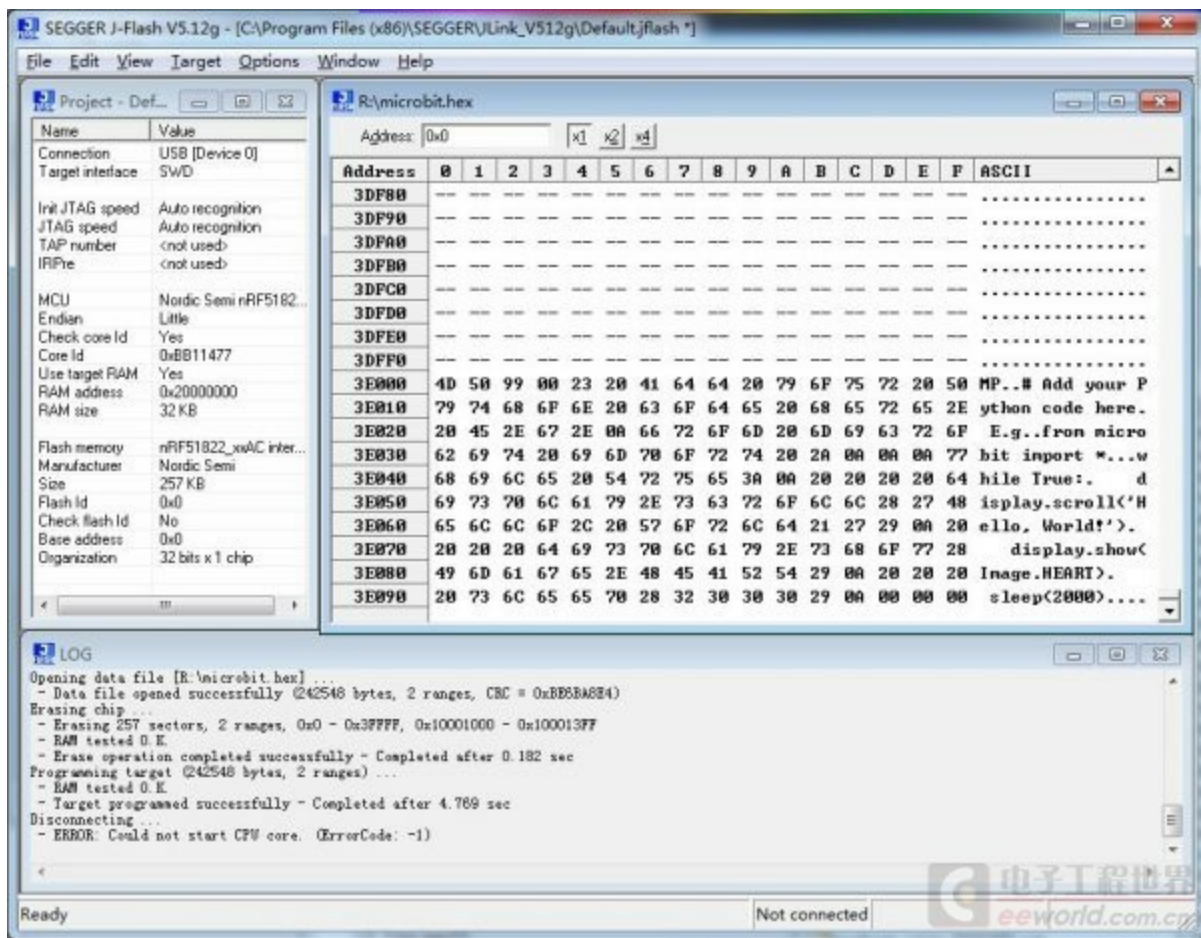 SEGGER J-Flash V5.12g - [C:\Program Files (x86)\SEGGER\JLink_V512g\Default.jflash *]
File Edit View Target Options Window Help
Project - Def...
Name Value
Connection USB [Device 0]
Target interface SWD
Init JTAG speed Auto recognition
JTAG speed Auto recognition
TAP number <not used>
IRPre <not used>
MCU Nordic Semi nRF5182...
Endian Little
Check core Id Yes
Core Id 0xBB11477
Use target RAM Yes
RAM address 0x20000000
RAM size 32 KB
Flash memory nRF51822_xxAC inter...
Manufacturer Nordic Semi
Size 257 KB
Flash Id 0x0
Check flash Id No
Base address 0x0
Organization 32 bits x 1 chip
R:\microbit.hex
Address: 0x0 x1 x2 x4
Address 0 1 2 3 4 5 6 7 8 9 A B C D E F ASCII
3DF80 -- -- -- -- -- -- -- -- -- -- -- -- -- -- -- -- ................
3DF90 -- -- -- -- -- -- -- -- -- -- -- -- -- -- -- -- ................
3DFA0 -- -- -- -- -- -- -- -- -- -- -- -- -- -- -- -- ................
3DFB0 -- -- -- -- -- -- -- -- -- -- -- -- -- -- -- -- ................
3DFC0 -- -- -- -- -- -- -- -- -- -- -- -- -- -- -- -- ................
3DFD0 -- -- -- -- -- -- -- -- -- -- -- -- -- -- -- -- ................
3DFE0 -- -- -- -- -- -- -- -- -- -- -- -- -- -- -- -- ................
3DFF0 -- -- -- -- -- -- -- -- -- -- -- -- -- -- -- -- ................
3E000 4D 50 99 00 23 20 41 64 64 20 79 6F 75 72 20 50 MP..# Add your P
3E010 79 74 68 6F 6E 20 63 6F 64 65 20 68 65 72 65 2E ython code here.
3E020 20 45 2E 67 2E 0A 66 72 6F 6D 20 6D 69 63 72 6F E.g..from micro
3E030 62 69 74 20 69 6D 70 6F 72 74 20 2A 0A 0A 0A 77 bit import *...w
3E040 68 69 6C 65 20 54 72 75 65 3A 0A 20 20 20 20 64 hile True:. d
3E050 69 73 70 6C 61 79 2E 73 63 72 6F 6C 6C 28 27 48 isplay.scroll('H
3E060 65 6C 6C 6F 2C 20 57 6F 72 6C 64 21 27 29 0A 20 ello, World!').
3E070 20 20 20 64 69 73 70 6C 61 79 2E 73 68 6F 77 28 display.show(
3E080 49 6D 61 67 65 2E 48 45 41 52 54 29 0A 20 20 20 Image.HEART).
3E090 20 73 6C 65 65 70 28 32 30 30 30 29 0A 00 00 00 sleep(2000)....
LOG
Opening data file [R:\microbit.hex] ...
- Data file opened successfully (242548 bytes, 2 ranges, CRC = 0xBE6BA8E4)
Erasing chip ...
- Erasing 257 sectors, 2 ranges, 0x0 - 0x3FFFF, 0x10001000 - 0x100013FF
- RAM tested O.K.
- Erase operation completed successfully - Completed after 0.182 sec
Programming target (242548 bytes, 2 ranges) ...
- RAM tested O.K.
- Target programmed successfully - Completed after 4.769 sec
Disconnecting ...
- ERROR: Could not start CPU core. (ErrorCode: -1)
电子工程世界
eeworld.com.cn
Ready Not connected